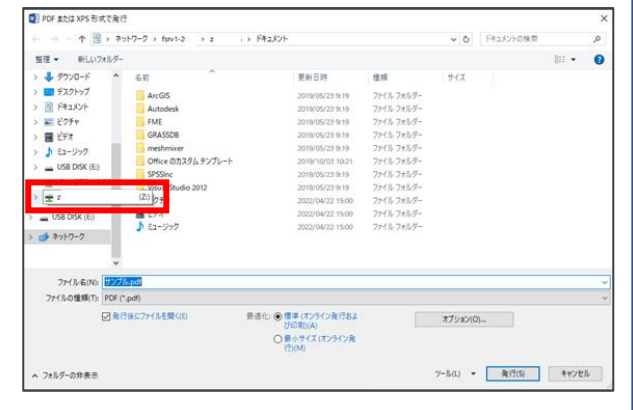 PDF または XPS 形式で発行
ネットワーク > fsrv1-2 > z > ドキュメント
ドキュメントの検索
整理 新しいフォルダー
名前 更新日時 種類 サイズ
ダウンロード
デスクトップ
ドキュメント
ピクチャ
ビデオ
ミュージック
USB DISK (E:)
z (Z:)
USB DISK (E:)
ネットワーク
ArcGIS 2019/05/23 9:19 ファイル フォルダー
Autodesk 2019/05/23 9:19 ファイル フォルダー
FME 2019/05/23 9:19 ファイル フォルダー
GRASSDB 2019/05/23 9:19 ファイル フォルダー
meshmixer 2019/05/23 9:19 ファイル フォルダー
Office のカスタム テンプレート 2019/10/03 10:21 ファイル フォルダー
SPSSInc 2019/05/23 9:19 ファイル フォルダー
Visual Studio 2012 2019/05/23 9:19 ファイル フォルダー
2022/04/22 15:00 ファイル フォルダー
ビデオ 2022/04/22 15:00 ファイル フォルダー
ミュージック 2022/04/22 15:00 ファイル フォルダー
ファイル名(N): サンプル.pdf
ファイルの種類(T): PDF (*.pdf)
発行後にファイルを開く(E)
最適化: 標準 (オンライン発行およ
び印刷)(A)
最小サイズ (オンライン発
行)(M)
オプション(O)...
フォルダーの非表示
ツール(L) 発行(S) キャンセル